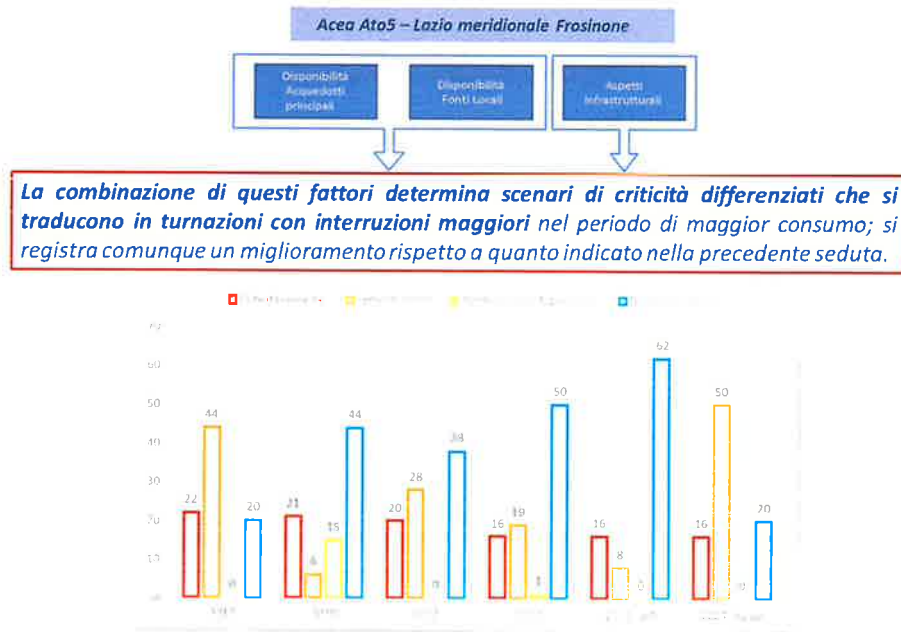 Acea Ato5 – Lazio meridionale Frosinone
Disponibilità
Acquedotti
principali
Disponibilità
Fonti Locali
Aspetti
Infrastrutturali
La combinazione di questi fattori determina scenari di criticità differenziati che si
traducono in turnazioni con interruzioni maggiori nel periodo di maggior consumo; si
registra comunque un miglioramento rispetto a quanto indicato nella precedente seduta.
70
60
50
40
30
20
10
22 44 0 20
21 6 15 44
20 28 0 38
16 19 1 50
16 8 0 62
16 50 0 20